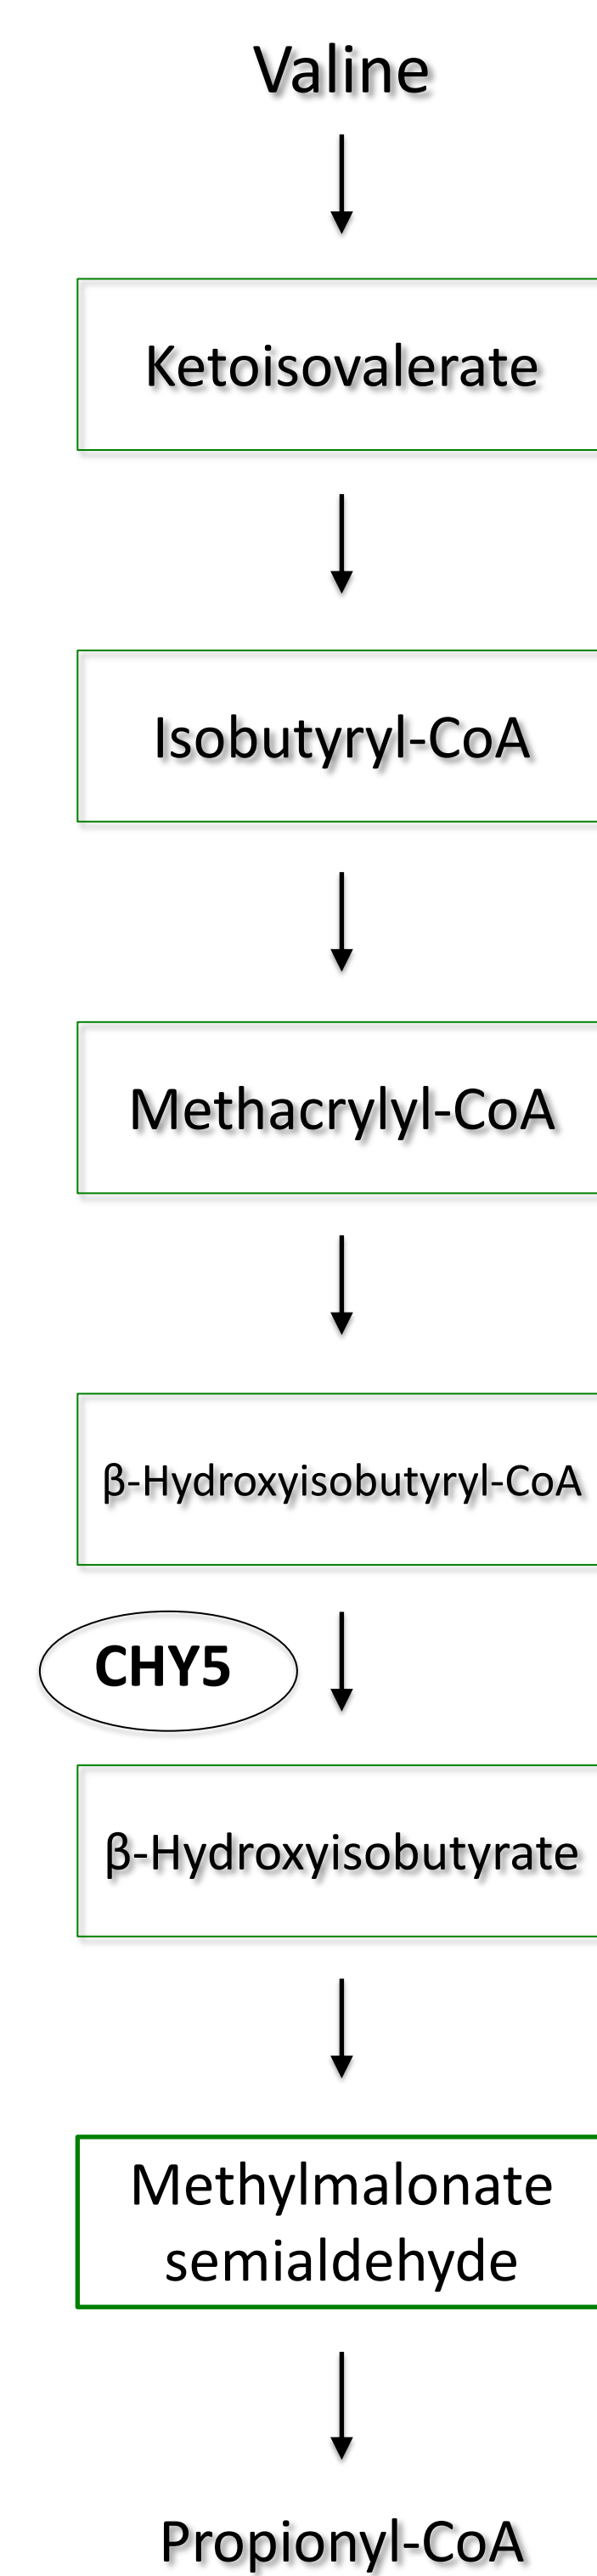 Valine
Ketoisovalerate
Isobutyryl-CoA
Methacrylyl-CoA
β-Hydroxyisobutyryl-CoA
CHY5
β-Hydroxyisobutyrate
Methylmalonate
semialdehyde
Propionyl-CoA